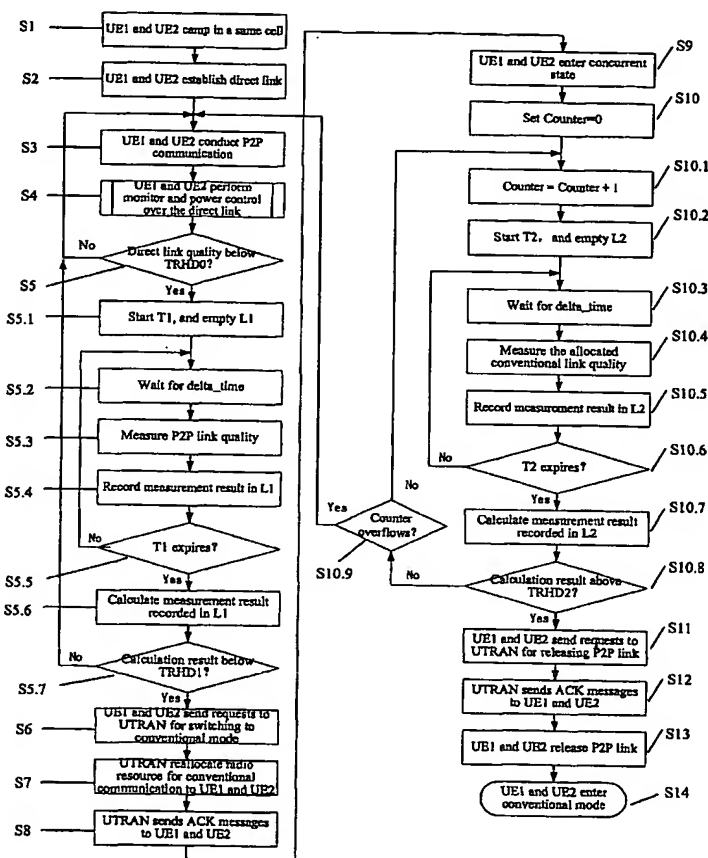 S1
UE1 and UE2 camp in a same cell
S2
UE1 and UE2 establish direct link
S3
UE1 and UE2 conduct P2P
communication
S4
UE1 and UE2 perform
monitor and power control
over the direct link
No
Direct link quality below
TRHD0?
S5
Yes
S5.1
Start T1, and empty L1
S5.2
Wait for delta_time
S5.3
Measure P2P link quality
S5.4
Record measurement result in L1
No
T1 expires?
S5.5
Yes
S5.6
Calculate measurement result
recorded in L1
No
Calculation result below
TRHD1?
S5.7
Yes
S6
UE1 and UE2 send requests to
UTRAN for switching to
conventional mode
S7
UTRAN reallocate radio
resource for conventional
communication to UE1 and UE2
S8
UTRAN sends ACK messages
to UE1 and UE2
S9
UE1 and UE2 enter concurrent
state
S10
Set Counter=0
S10.1
Counter = Counter + 1
S10.2
Start T2, and empty L2
S10.3
Wait for delta_time
S10.4
Measure the allocated
conventional link quality
S10.5
Record measurement result in L2
S10.6
No
T2 expires?
Yes
S10.7
Calculate measurement result
recorded in L2
No
Yes
Counter
overflows?
S10.9
S10.8
No
Calculation result above
TRHD2?
Yes
S11
UE1 and UE2 send requests to
UTRAN for releasing P2P link
S12
UTRAN sends ACK messages
to UE1 and UE2
S13
UE1 and UE2 release P2P link
S14
UE1 and UE2 enter
conventional mode